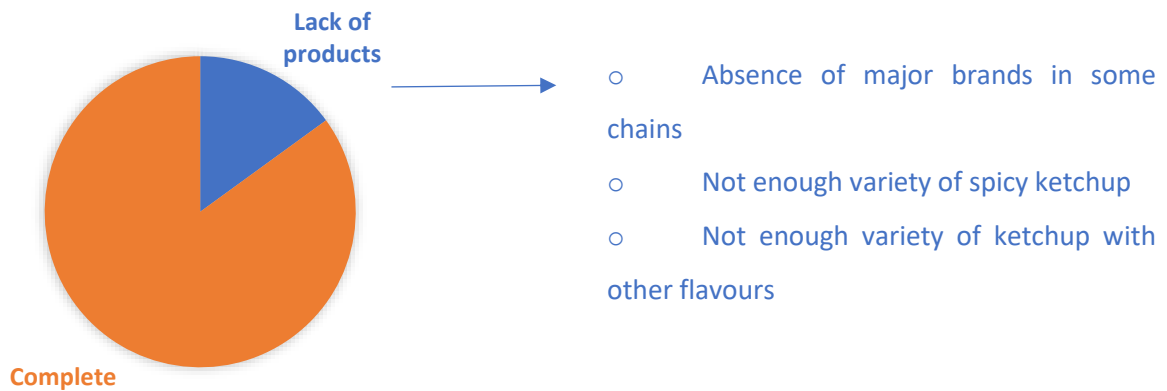 Lack of
products
○ Absence of major brands in some
chains
○ Not enough variety of spicy ketchup
○ Not enough variety of ketchup with
other flavours
Complete